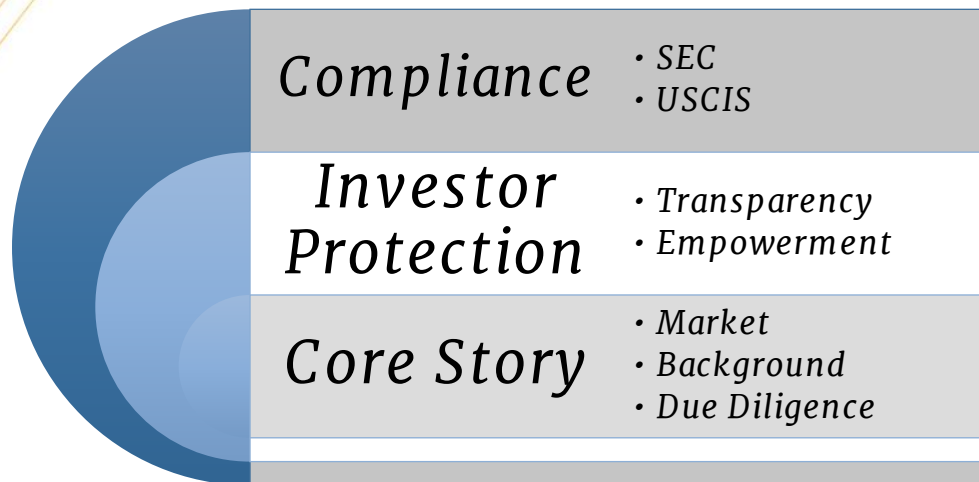 Compliance
• SEC
• USCIS
Investor
Protection
• Transparency
• Empowerment
Core Story
• Market
• Background
• Due Diligence